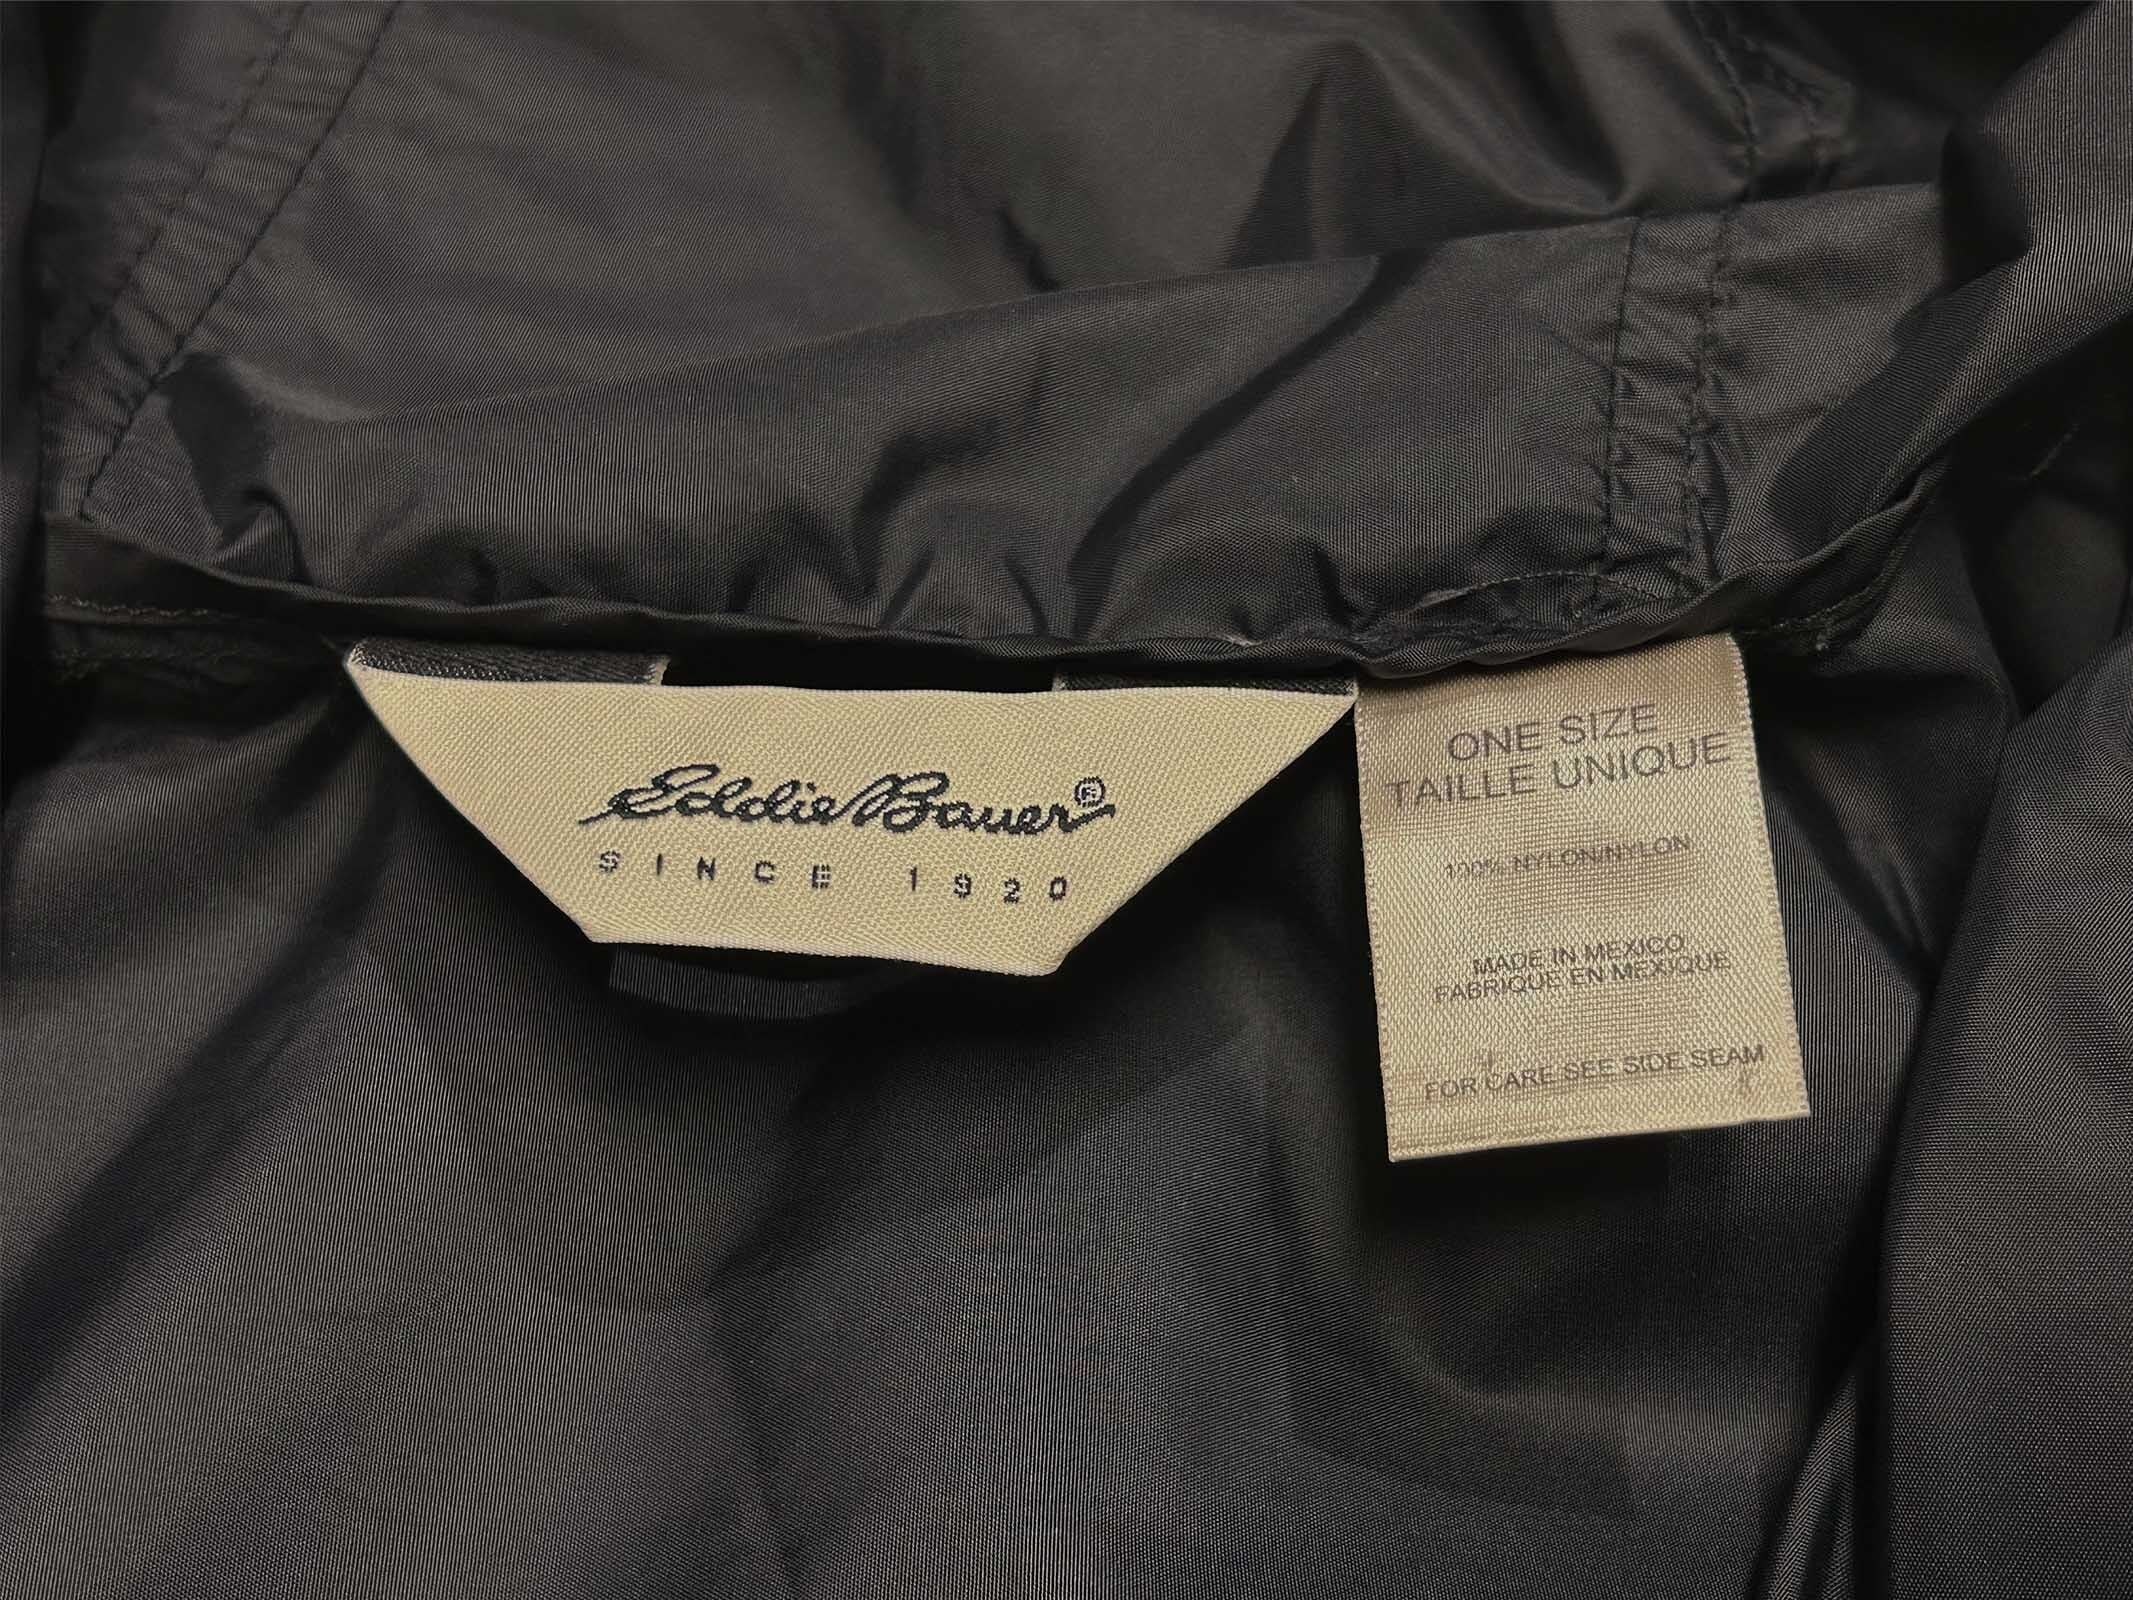 Eddie Bauer®
SINCE 1920
ONE SIZE
TAILLE UNIQUE
100% NYLON/NYLON
MADE IN MEXICO
FABRIQUE EN MEXIQUE
FOR CARE SEE SIDE SEAM